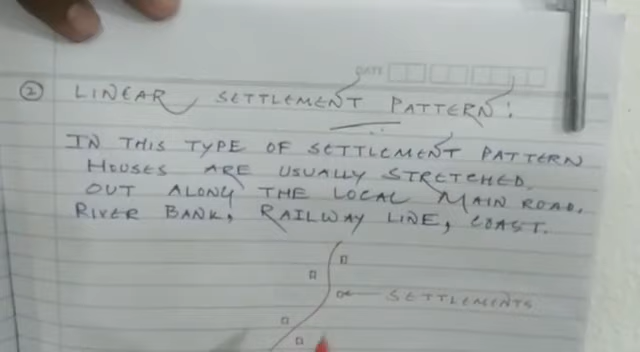 DATE
② LINEAR SETTLEMENT PATTERN:
IN THIS TYPE OF SETTLEMENT PATTERN
HOUSES ARE USUALLY STRETCHED
OUT ALONG THE LOCAL MAIN ROAD,
RIVER BANK, RAILWAY LINE, COAST.
SETTLEMENTS